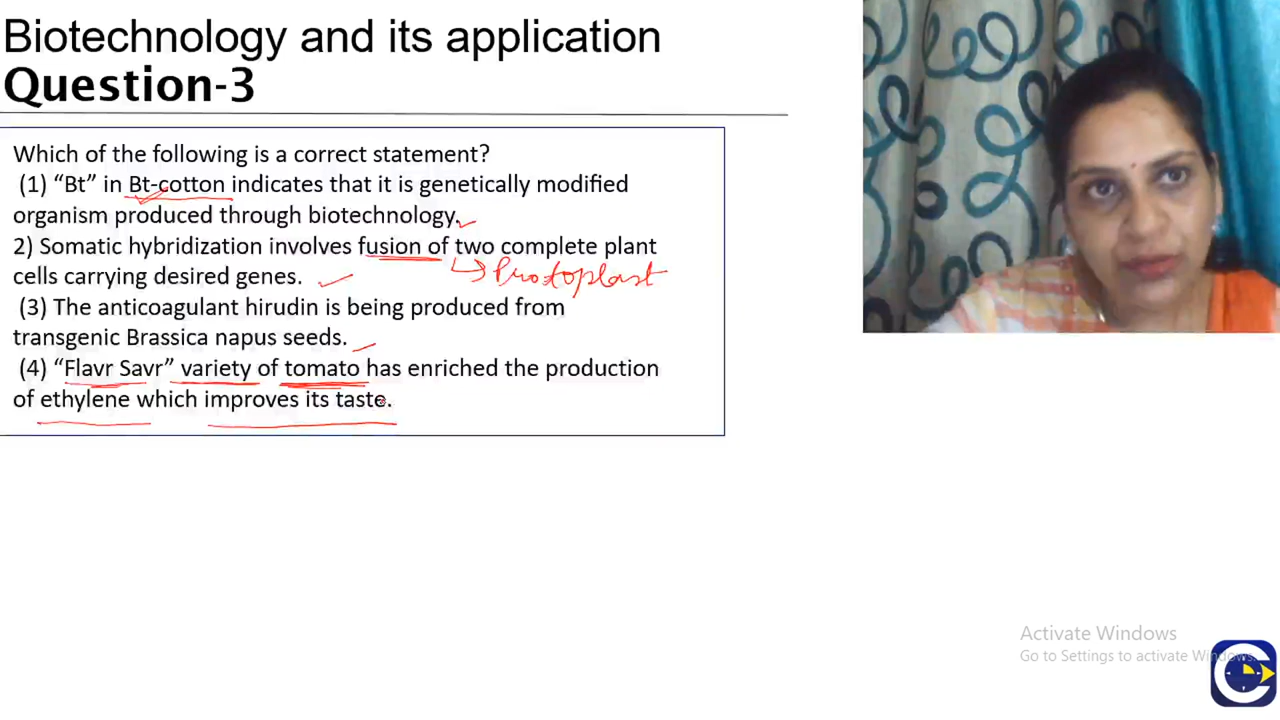 Biotechnology and its application
Question-3
Which of the following is a correct statement?
(1) “Bt” in Bt-cotton indicates that it is genetically modified
organism produced through biotechnology.
2) Somatic hybridization involves fusion of two complete plant
cells carrying desired genes.
Protoplast
(3) The anticoagulant hirudin is being produced from
transgenic Brassica napus seeds.
(4) “Flavr Savr” variety of tomato has enriched the production
of ethylene which improves its taste.
Activate Windows
Go to Settings to activate Windows.